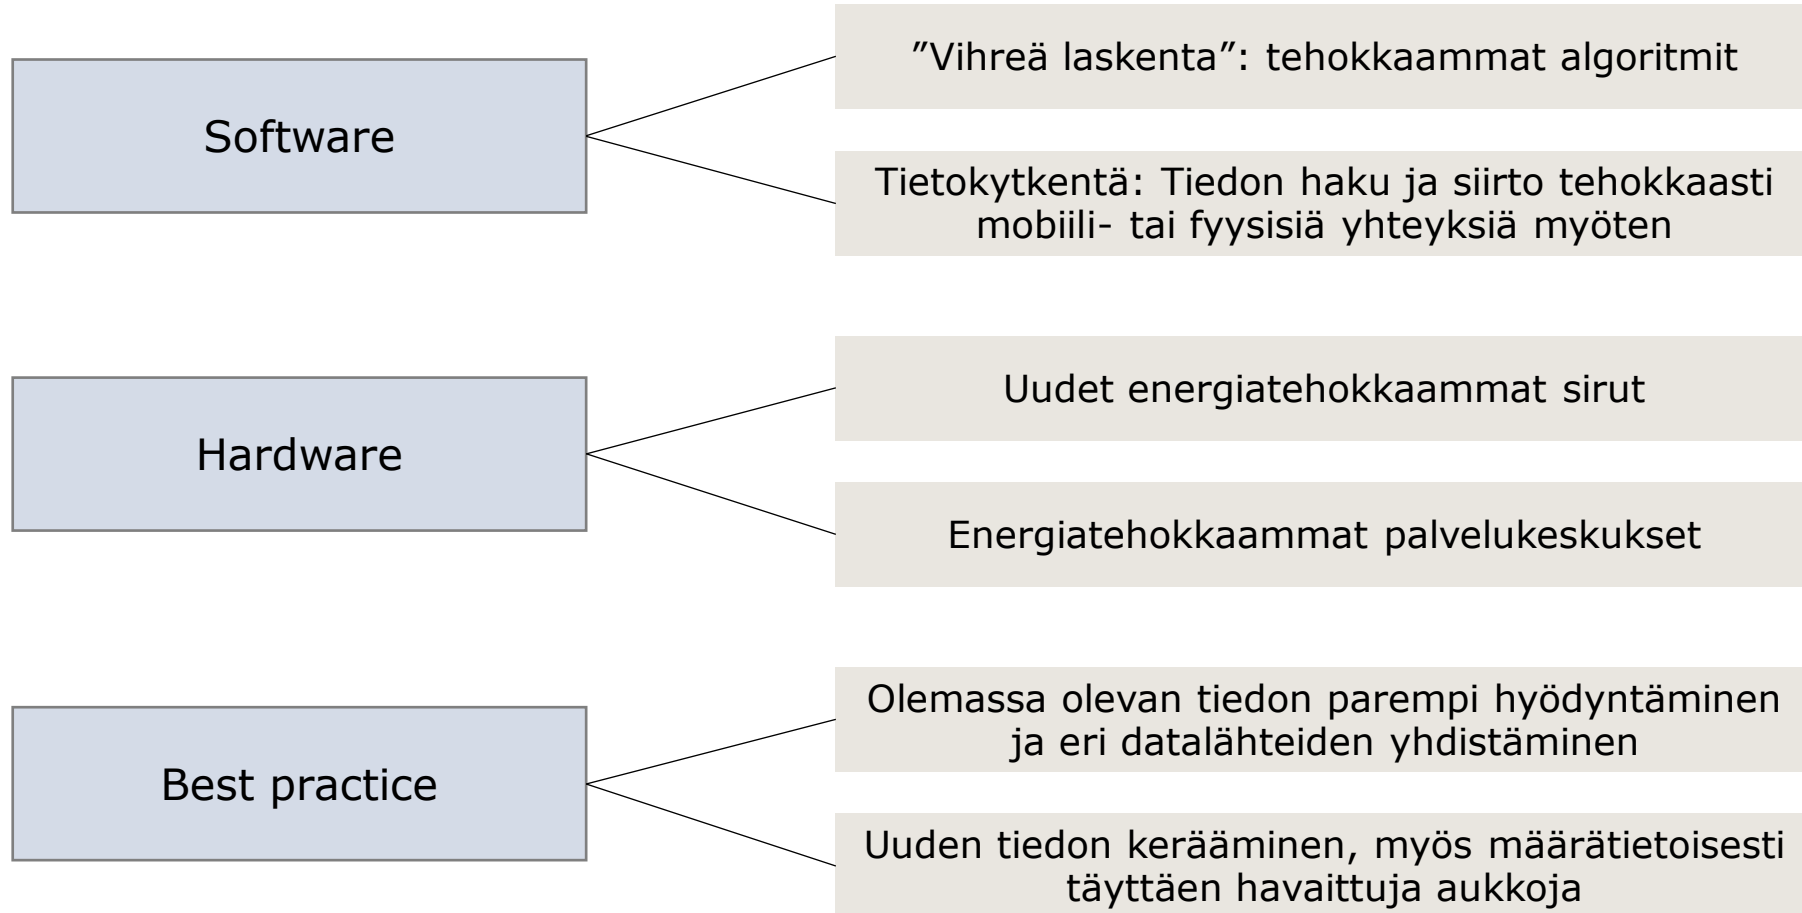 Software
”Vihreä laskenta”: tehokkaammat algoritmit
Tietokytkentä: Tiedon haku ja siirto tehokkaasti
mobiili- tai fyysisiä yhteyksiä myöten
Hardware
Uudet energiatehokkaammat sirut
Energiatehokkaammat palvelukeskukset
Best practice
Olemassa olevan tiedon parempi hyödyntäminen
ja eri datalähteiden yhdistäminen
Uuden tiedon kerääminen, myös määrätietoisesti
täyttäen havaittuja aukkoja